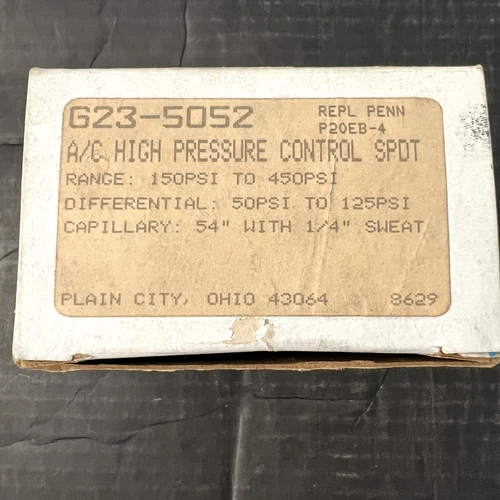 G23-5052
REPL PENN
P20EB-4
A/C HIGH PRESSURE CONTROL SPDT
RANGE: 150PSI TO 450PSI
DIFFERENTIAL: 50PSI TO 125PSI
CAPILLARY: 54" WITH 1/4" SWEAT
PLAIN CITY, OHIO 43064 8629